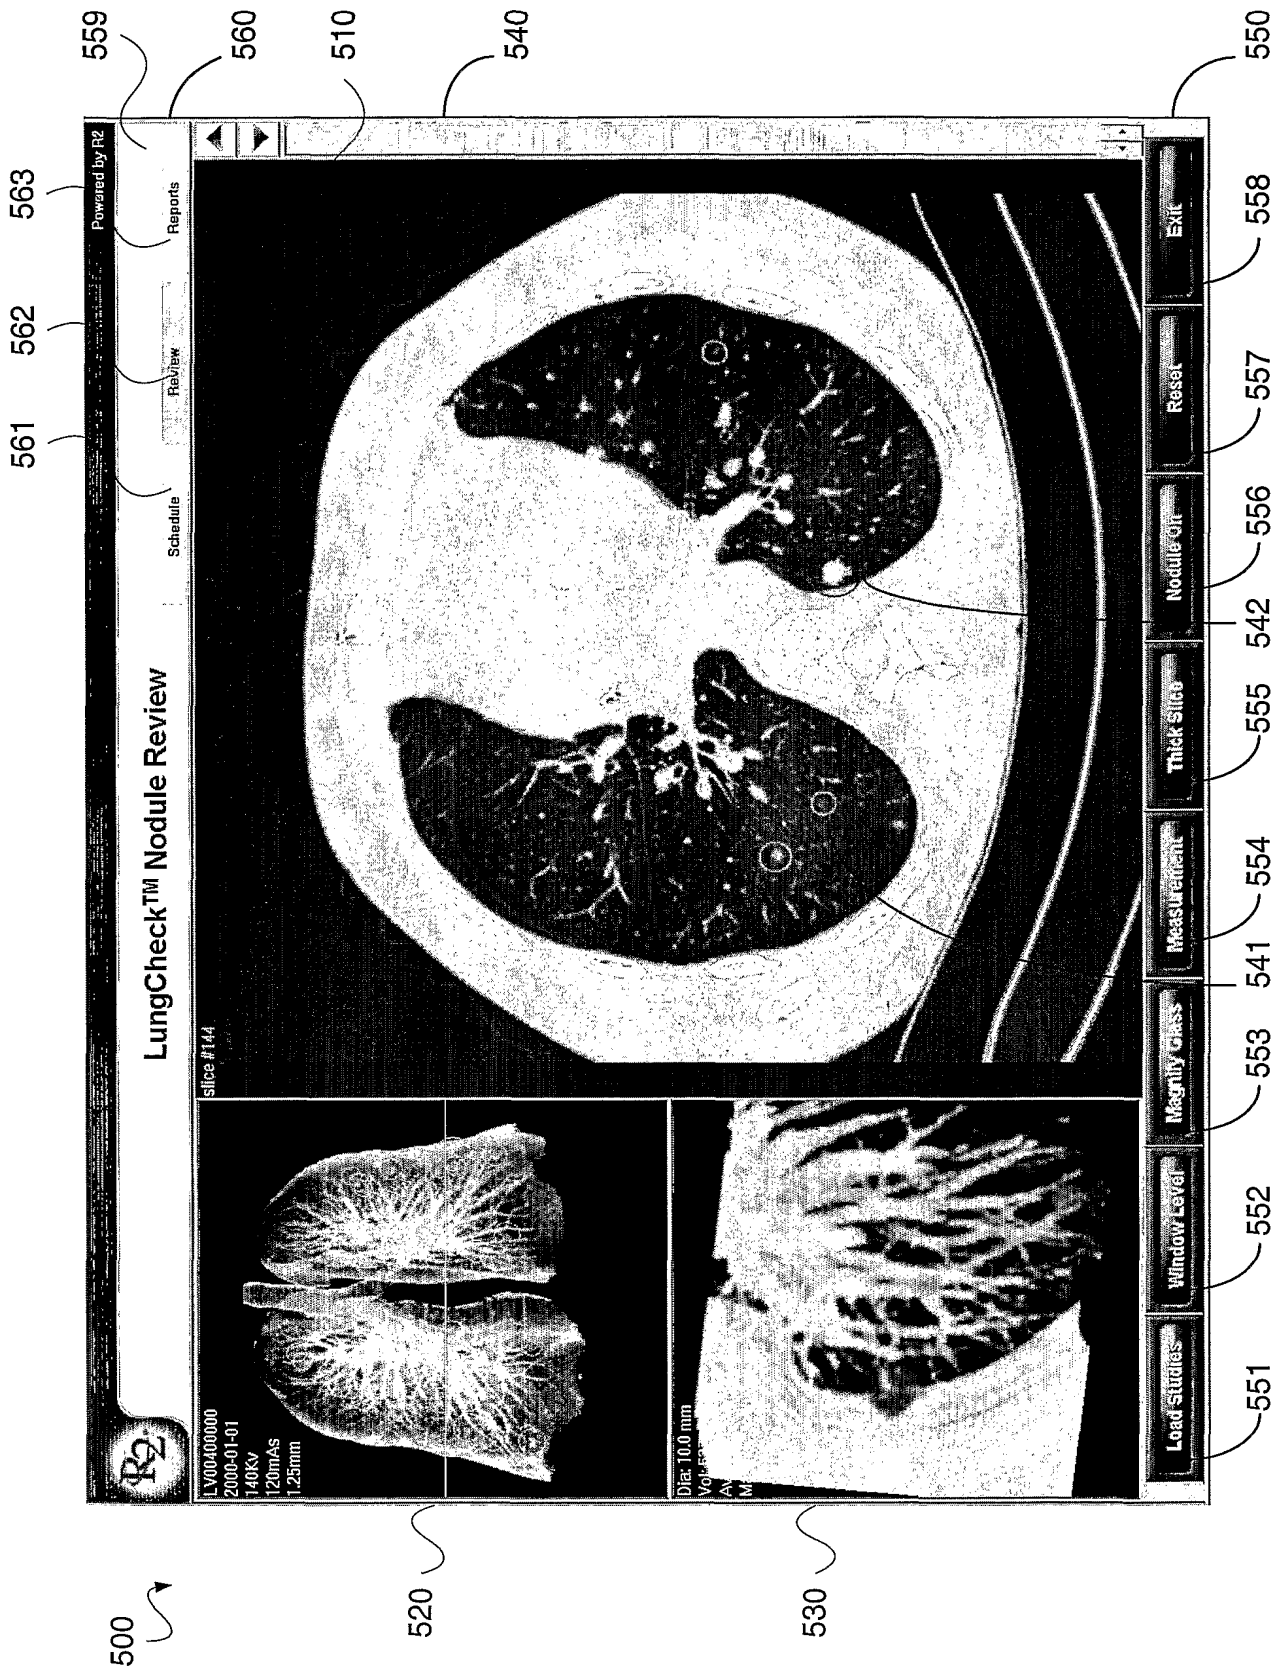 500
559
560
510
540
563
562
561
Powered by R2
R2
LungCheck™ Nodule Review
Schedule
Review
Reports
LV00400000
2000-01-01
140Kv
120mAs
1.25mm
slice #144
Dia: 10.0 mm
520
530
Load Studies
Window Level
Magnify Glass
Measurement
Thick Slice
Nodule On
Reset
Exit
551
552
553
541
554
555
542
556
557
558
550